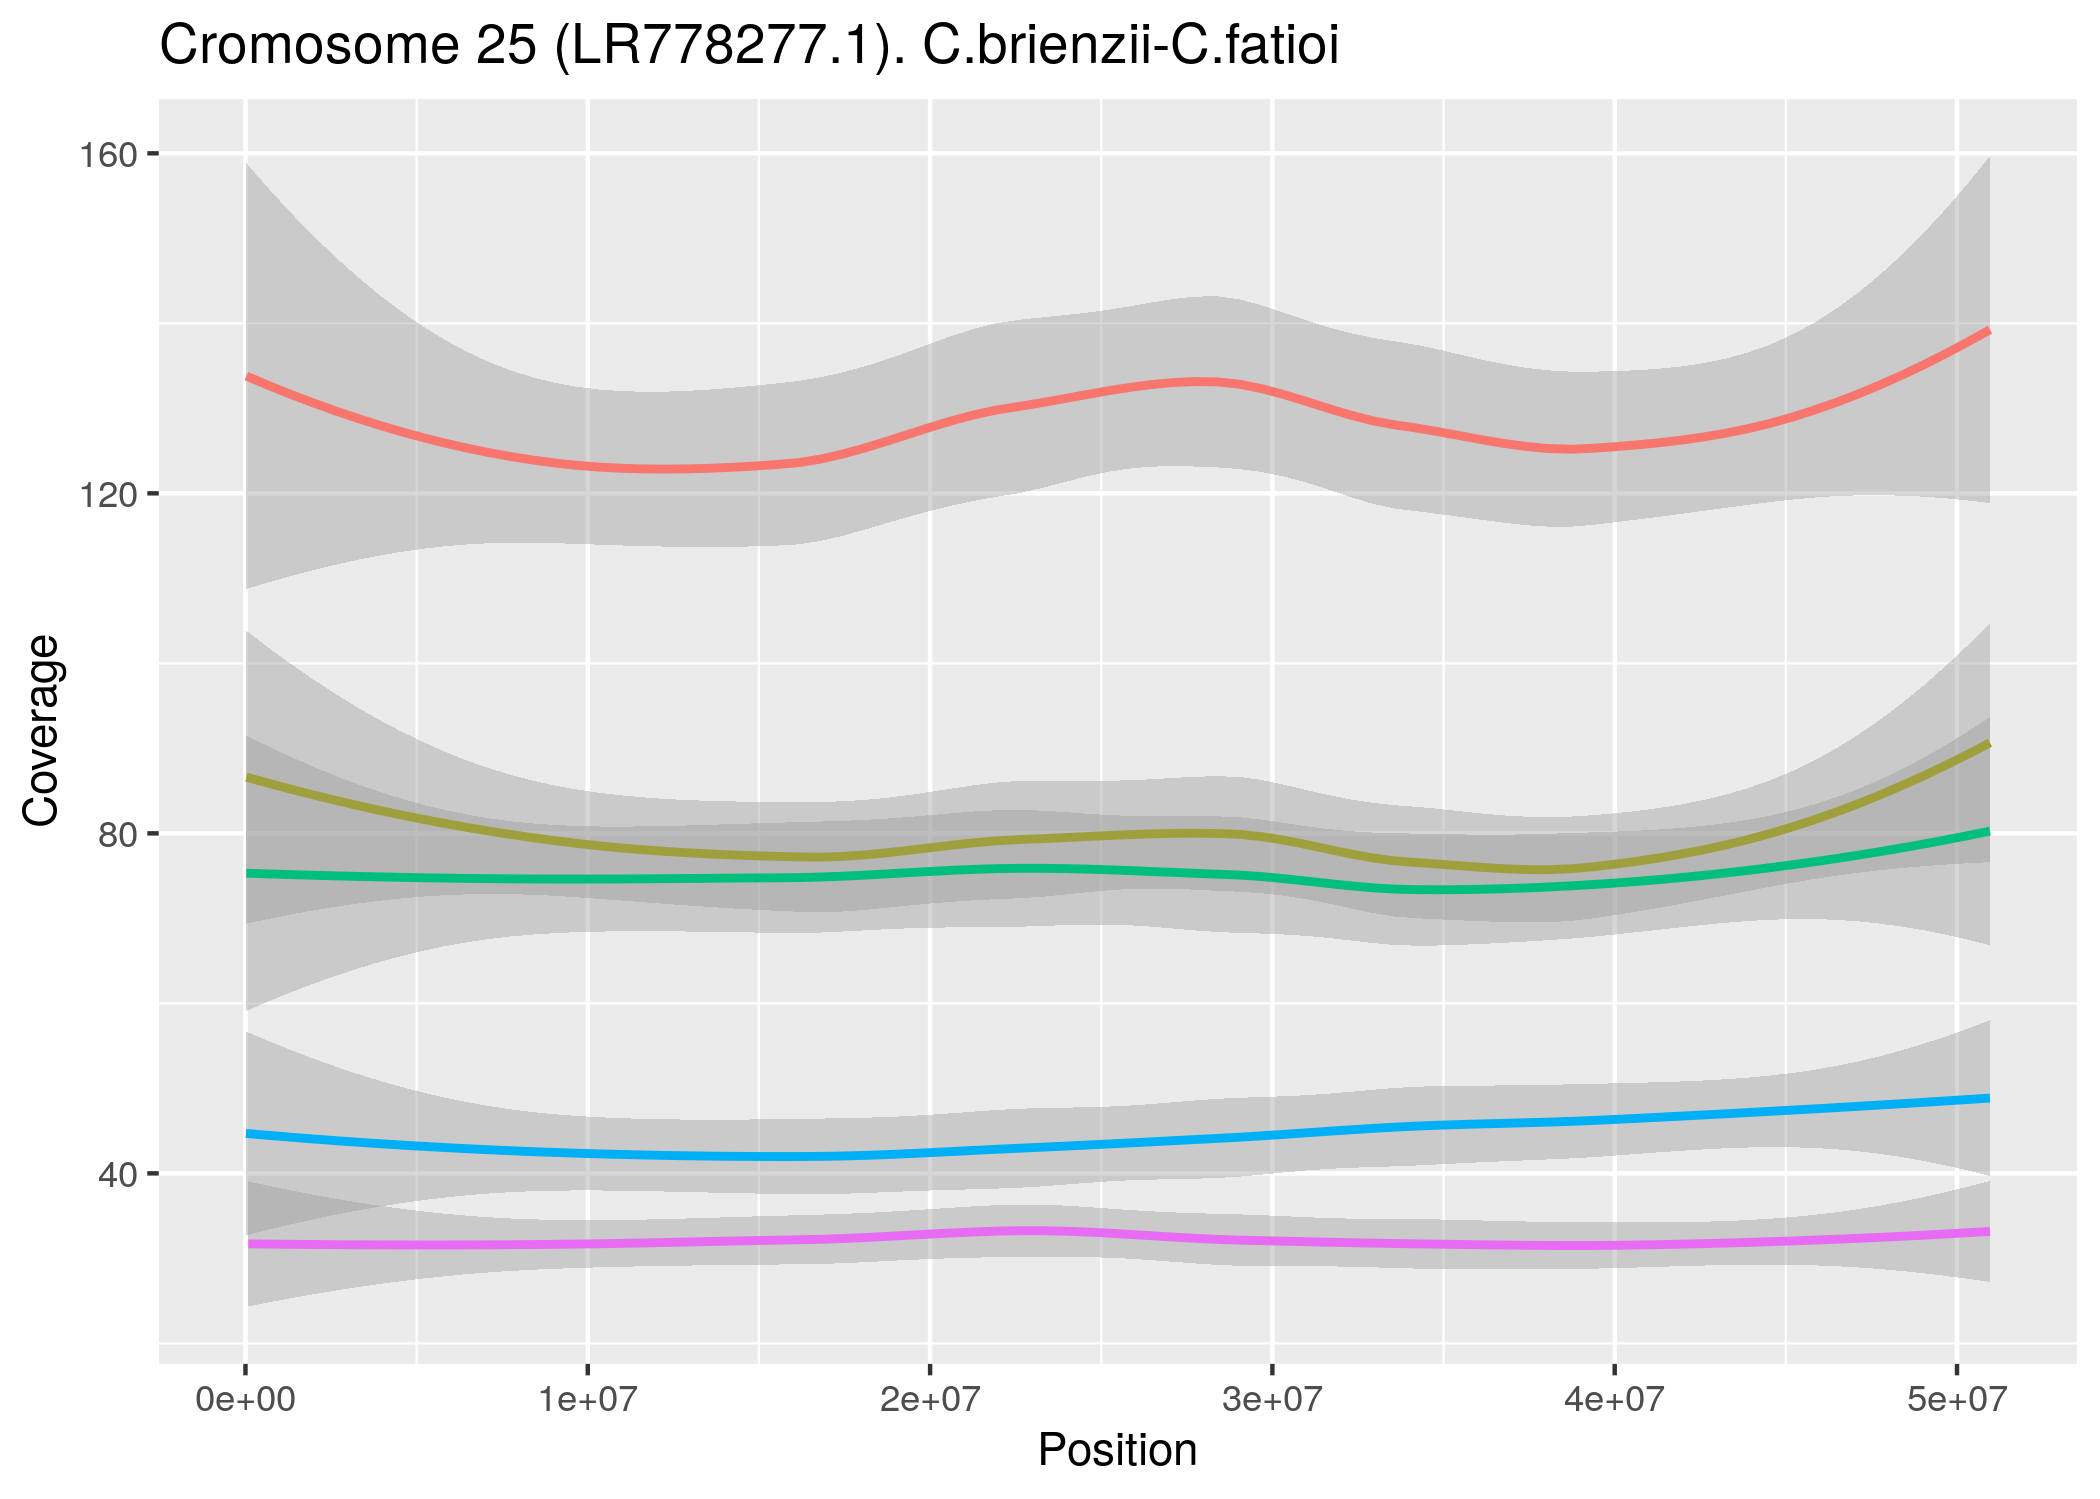 Cromosome 25 (LR778277.1). C.brienzii-C.fatioi
160
120
80
40
Coverage
0e+00 1e+07 2e+07 3e+07 4e+07 5e+07
Position